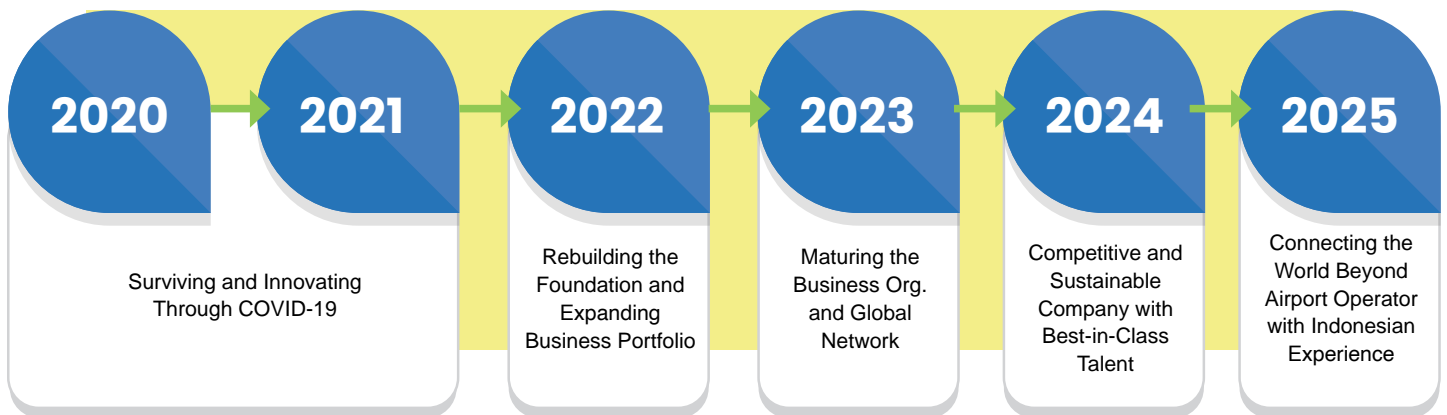 2020
2021
2022
2023
2024
2025
Surviving and Innovating
Through COVID-19
Rebuilding the
Foundation and
Expanding
Business Portfolio
Maturing the
Business Org.
and Global
Network
Competitive and
Sustainable
Company with
Best-in-Class
Talent
Connecting the
World Beyond
Airport Operator
with Indonesian
Experience